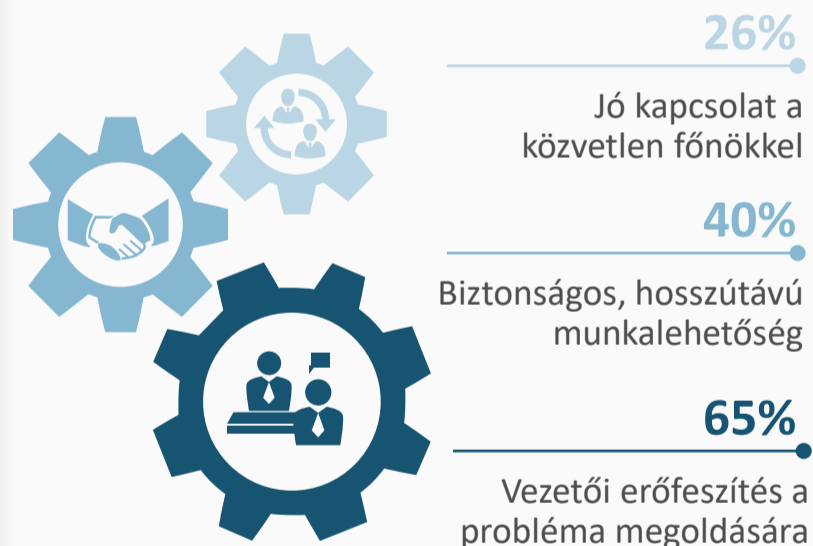 26%
Jó kapcsolat a
közvetlen főnökkel
40%
Biztonságos, hosszútávú
munkalehetőség
65%
Vezetői erőfeszítés a
probléma megoldására